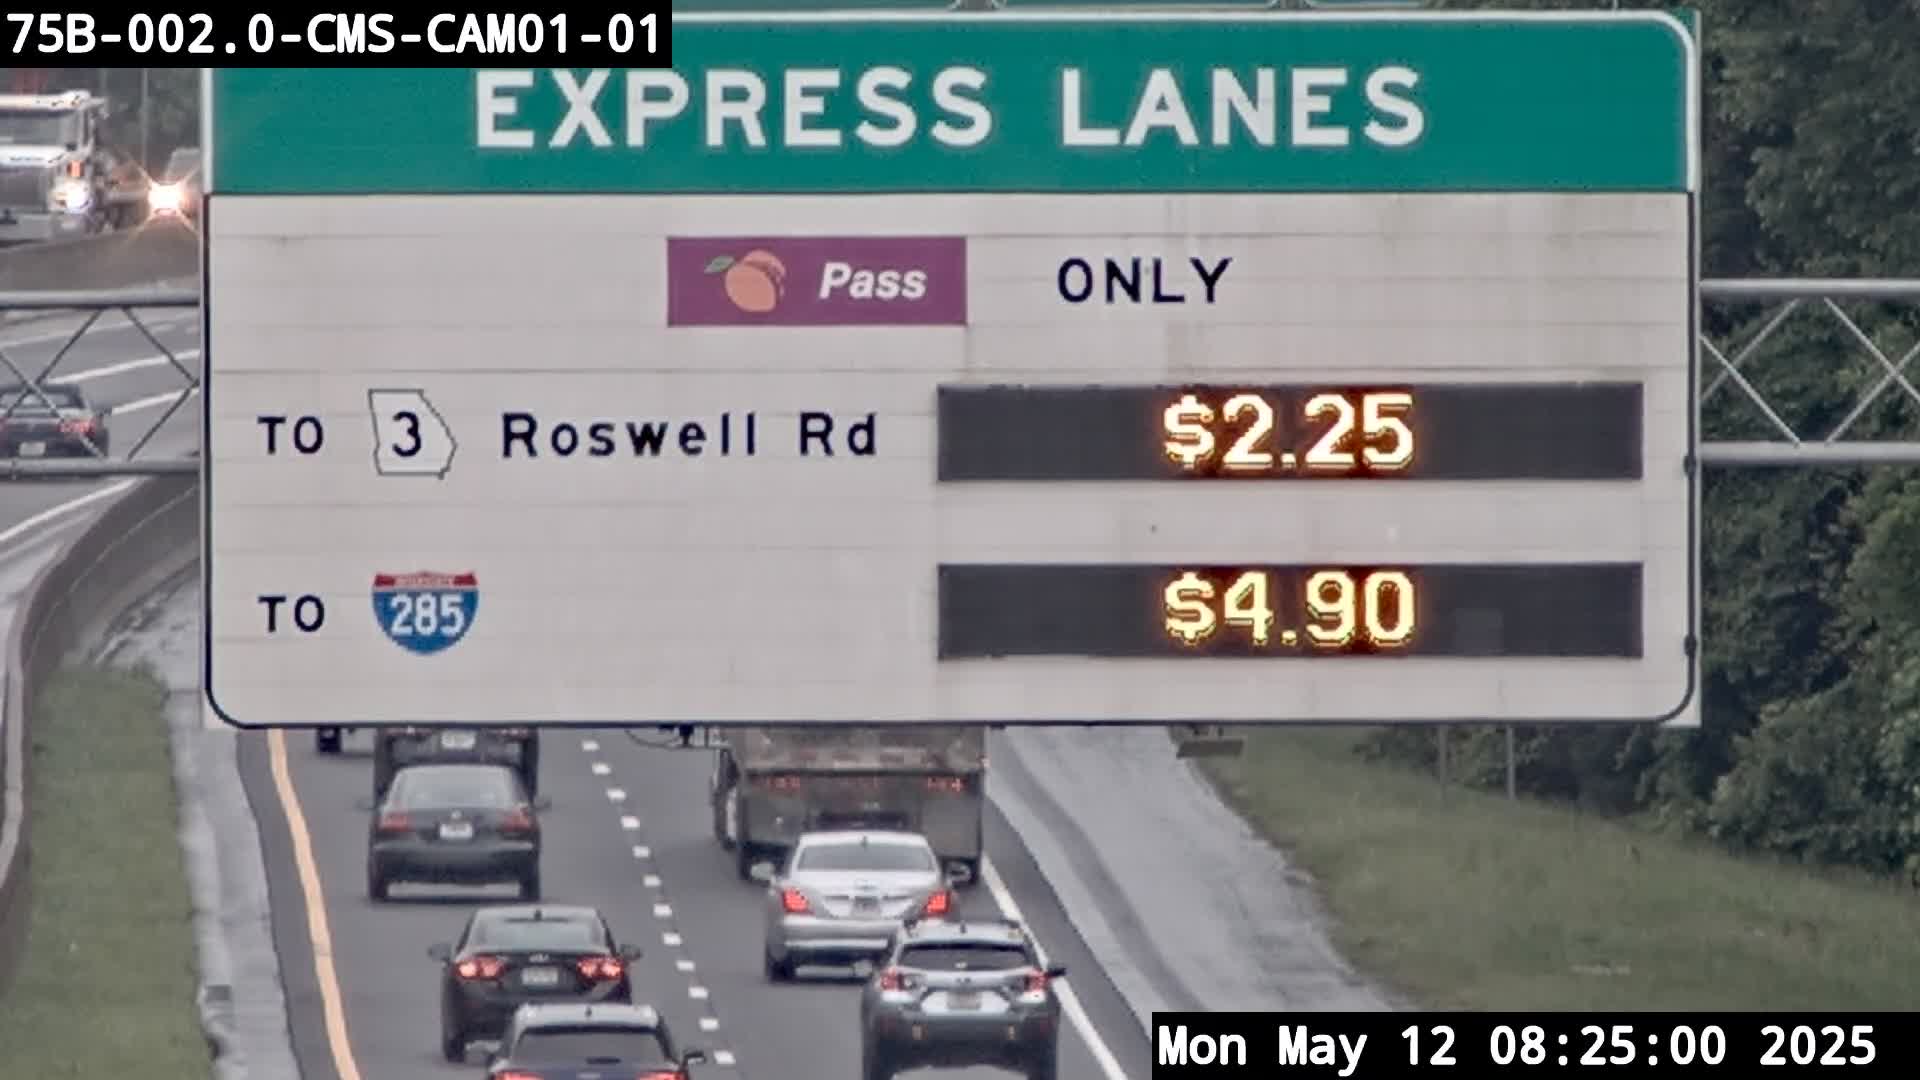 75B-002.0-CMS-CAM01-01
EXPRESS LANES
Pass ONLY
TO 3 Roswell Rd $2.25
TO INTERSTATE 285 $4.90
Mon May 12 08:25:00 2025